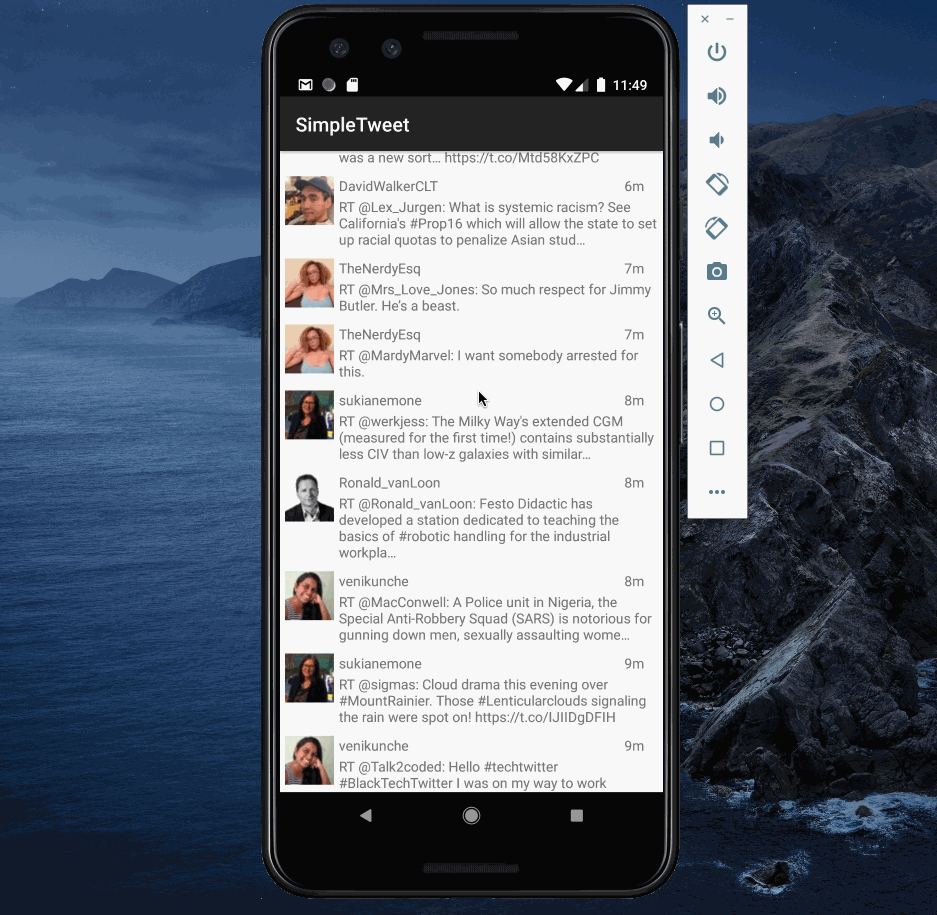 11:49
SimpleTweet
was a new sort… https://t.co/Mtd58KxZPC
DavidWalkerCLT 6m
RT @Lex_Jurgen: What is systemic racism? See
California's #Prop16 which will allow the state to set
up racial quotas to penalize Asian stud…
TheNerdyEsq 7m
RT @Mrs_Love_Jones: So much respect for Jimmy
Butler. He's a beast.
TheNerdyEsq 7m
RT @MardyMarvel: I want somebody arrested for
this.
sukianemone 8m
RT @werkjess: The Milky Way's extended CGM
(measured for the first time!) contains substantially
less CIV than low-z galaxies with similar…
Ronald_vanLoon 8m
RT @Ronald_vanLoon: Festo Didactic has
developed a station dedicated to teaching the
basics of #robotic handling for the industrial
workpla…
venikunche 8m
RT @MacConwell: A Police unit in Nigeria, the
Special Anti-Robbery Squad (SARS) is notorious for
gunning down men, sexually assaulting wome…
sukianemone 9m
RT @sigmas: Cloud drama this evening over
#MountRainier. Those #Lenticularclouds signaling
the rain were spot on! https://t.co/IJIIDgDFIH
venikunche 9m
RT @Talk2coded: Hello #techtwitter
#BlackTechTwitter I was on my way to work